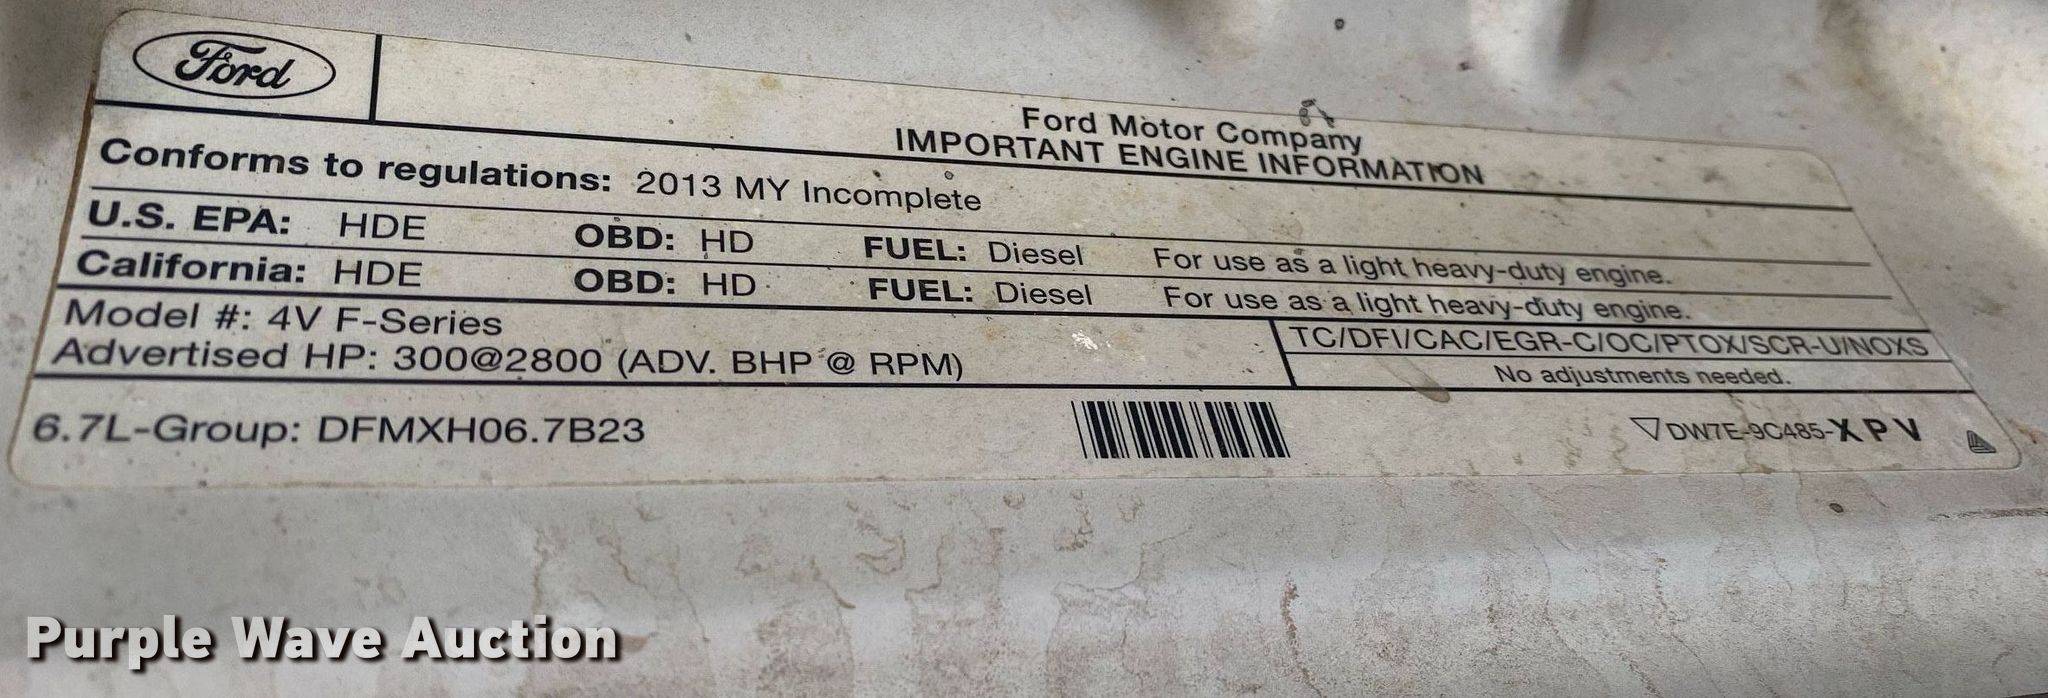 Ford
Ford Motor Company
IMPORTANT ENGINE INFORMATION
Conforms to regulations: 2013 MY Incomplete
U.S. EPA: HDE OBD: HD FUEL: Diesel For use as a light heavy-duty engine.
California: HDE OBD: HD FUEL: Diesel For use as a light heavy-duty engine.
Model #: 4V F-Series
TC/DFI/CAC/EGR-C/OC/PTOX/SCR-U/NOXS
Advertised HP: 300@2800 (ADV. BHP @ RPM)
No adjustments needed.
6.7L-Group: DFMXH06.7B23
DW7E-9C485-XPV
Purple Wave Auction